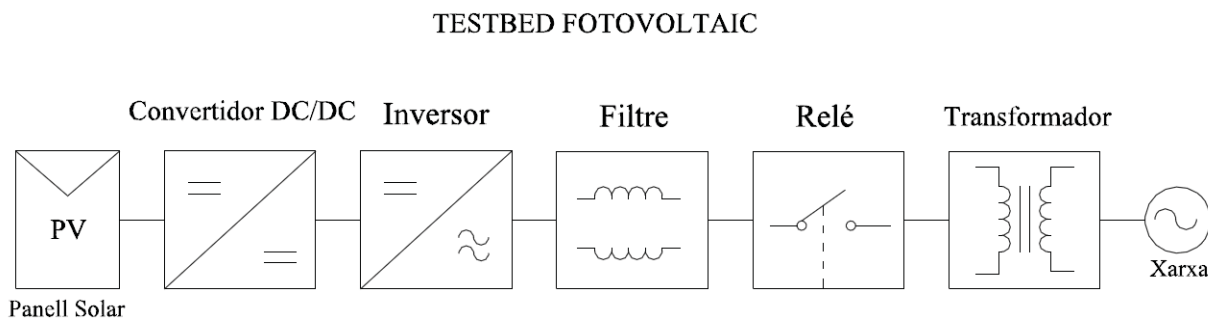 TESTBED FOTOVOLTAIC
Convertidor DC/DC
Inversor
Filtre
Relé
Transformador
PV
Panell Solar
Xarxa